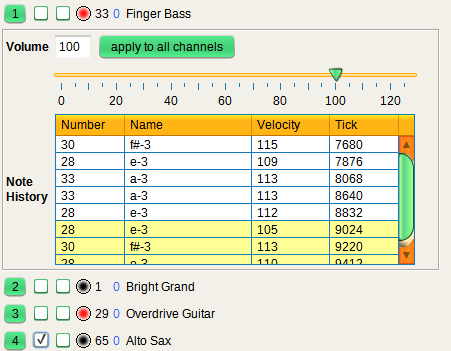 1 33 0 Finger Bass
Volume 100 apply to all channels
0 20 40 60 80 100 120
Number Name Velocity Tick
30 f#-3 115 7680
28 e-3 109 7876
33 a-3 113 8068
33 a-3 113 8640
28 e-3 112 8832
28 e-3 105 9024
30 f#-3 113 9220
28 e-3 110 9412
Note
History
2 1 0 Bright Grand
3 29 0 Overdrive Guitar
4 65 0 Alto Sax